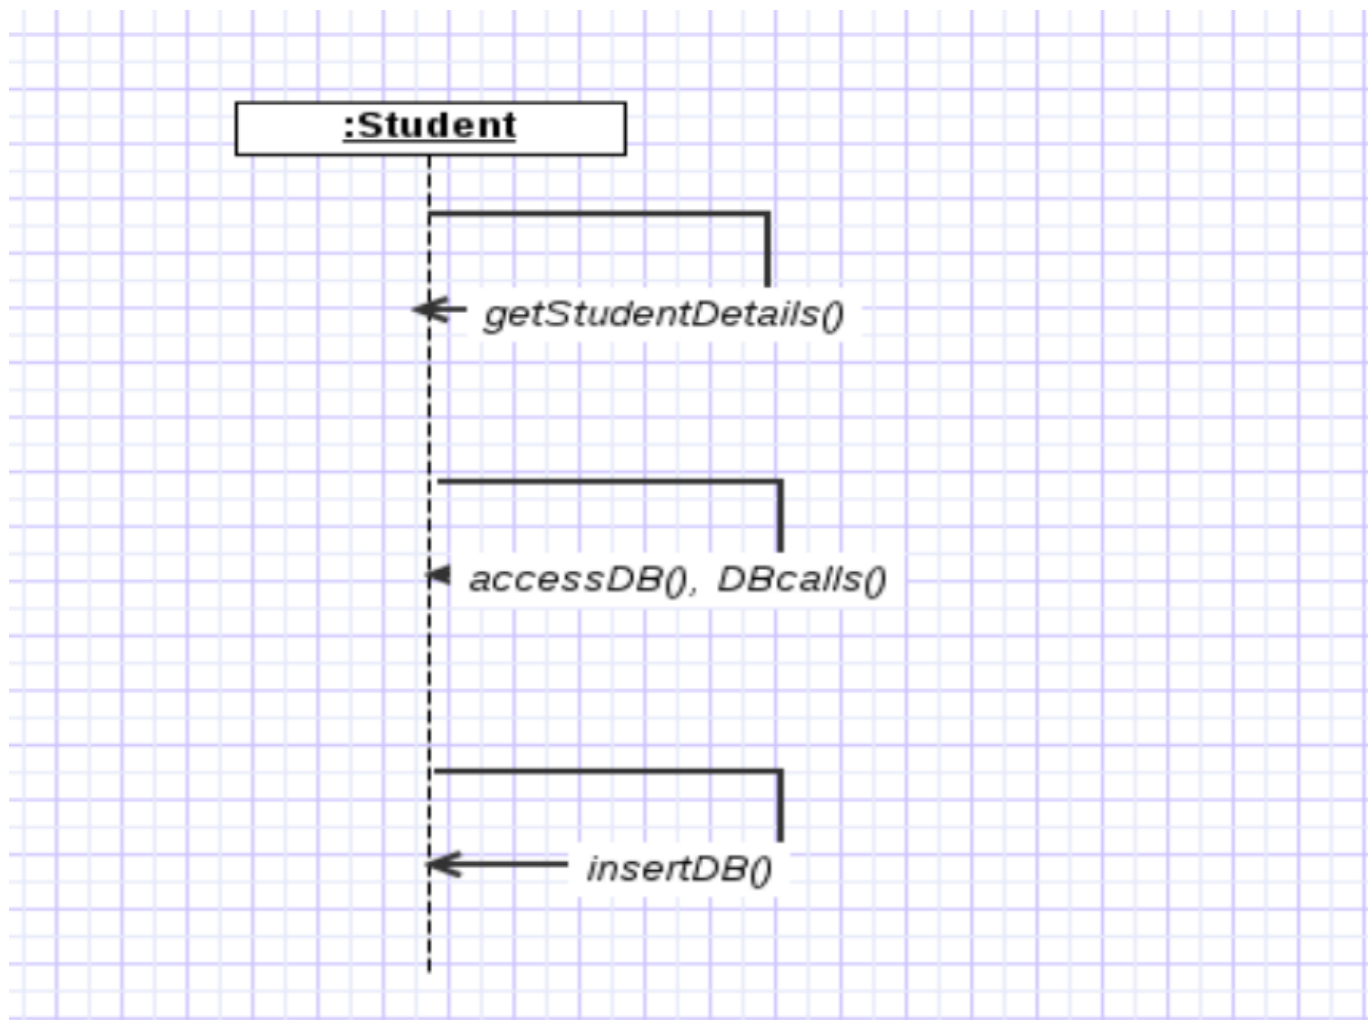 :Student
getStudentDetails()
accessDB(), DBcalls()
insertDB()